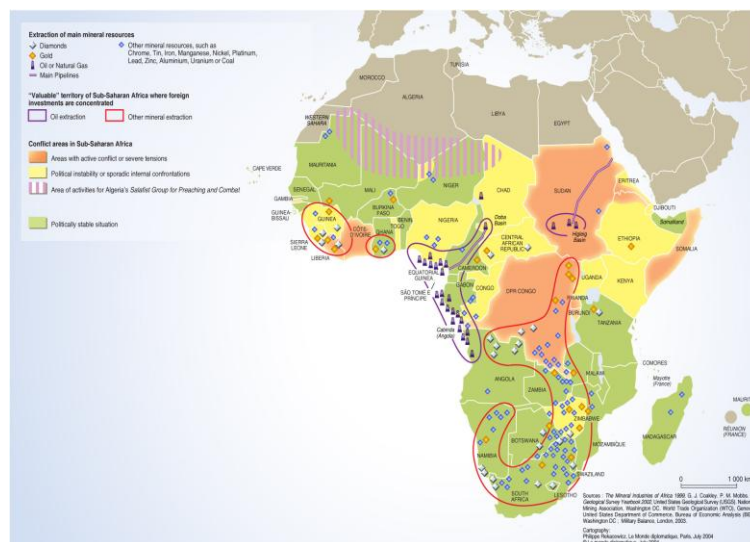 Extraction of main mineral resources
Diamonds
Gold
Oil or Natural Gas
Main Pipelines
Other mineral resources, such as
Chrome, Tin, Iron, Manganese, Nickel, Platinum,
Lead, Zinc, Aluminium, Uranium or Coal
"Valuable" territory of Sub-Saharan Africa where foreign
investments are concentrated
Oil extraction
Other mineral extraction
Conflict areas in Sub-Saharan Africa
Areas with active conflict or severe tensions
Political instability or sporadic internal confrontations
Area of activities for Algeria's Salafist Group for Preaching and Combat
Politically stable situation
TUNISIA
MOROCCO
ALGERIA
LIBYA
EGYPT
WESTERN
SAHARA
CAPE VERDE
MAURITANIA
MALI
NIGER
CHAD
SUDAN
ERITREA
DJIBOUTI
Somaliland
SENEGAL
GAMBIA
GUINEA-
BISSAU
GUINEA
BURKINA
FASO
BENIN
TOGO
NIGERIA
Doba
Basin
Higleig
Basin
ETHIOPIA
SOMALIA
SIERRA
LEONE
LIBERIA
CÔTE
D'IVOIRE
GHANA
CENTRAL
AFRICAN
REPUBLIC
CAMEROON
EQUATORIAL
GUINEA
SÃO TOME E
PRINCIPE
GABON
CONGO
DPA CONGO
UGANDA
KENYA
RWANDA
BURUNDI
TANZANIA
Cabinda
(Angola)
COMOROS
Mayotte
(France)
ANGOLA
ZAMBIA
MALAWI
ZIMBABWE
MOZAMBIQUE
MADAGASCAR
RÉUNION
(FRANCE)
NAMIBIA
BOTSWANA
SWAZILAND
SOUTH
AFRICA
LESOTHO
0 1 000
Sources : The Mineral Industries of Africa 1999, G. J. Coakley, P. M. Mobbs.
Geological Survey Yearbook 2002, United States Geological Survey (USGS).
Mining Association, Washington DC. World Trade Organization (WTO),
United States Department of Commerce, Bureau of Economic Analysis
Washington DC ; Military Balance, London, 2003.
Cartography:
Philippe Rekacewicz, Le Monde diplomatique, Paris, July 2004